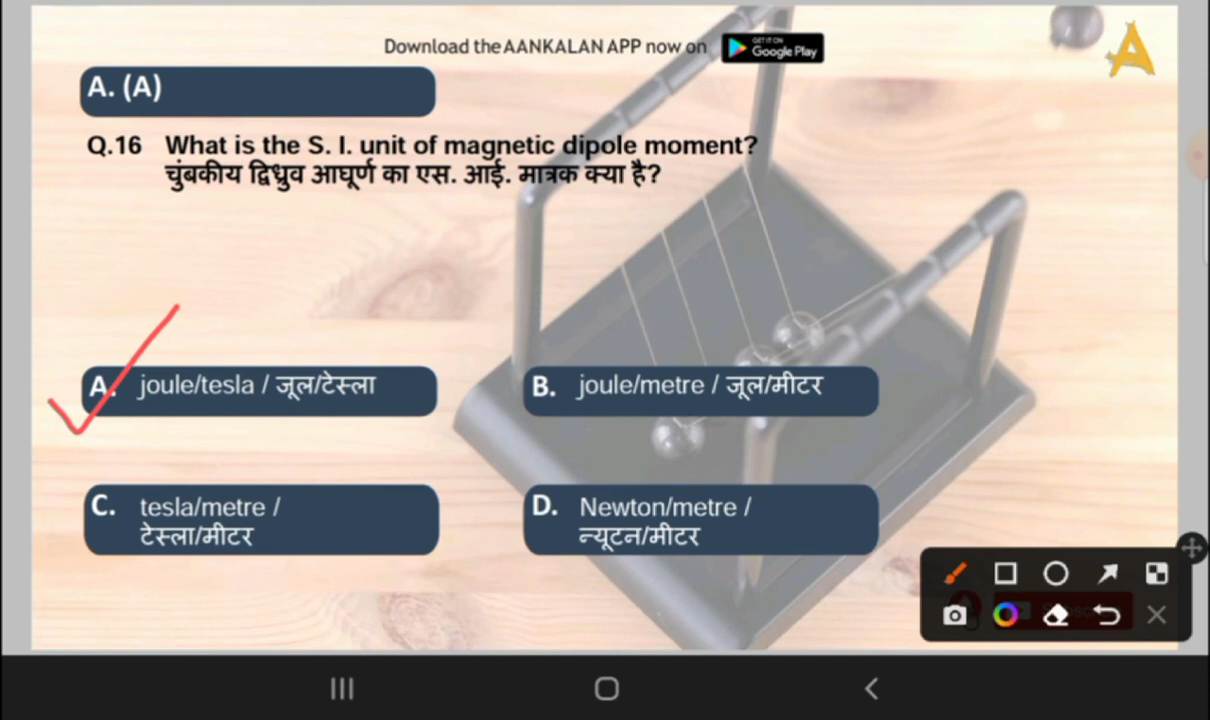 Download the AANKALAN APP now on GET IT ON Google Play
A
A. (A)
Q.16 What is the S. I. unit of magnetic dipole moment?
चुंबकीय द्विध्रुव आघूर्ण का एस. आई. मात्रक क्या है?
A. joule/tesla / जूल/टेस्ला
B. joule/metre / जूल/मीटर
C. tesla/metre /
टेस्ला/मीटर
D. Newton/metre /
न्यूटन/मीटर